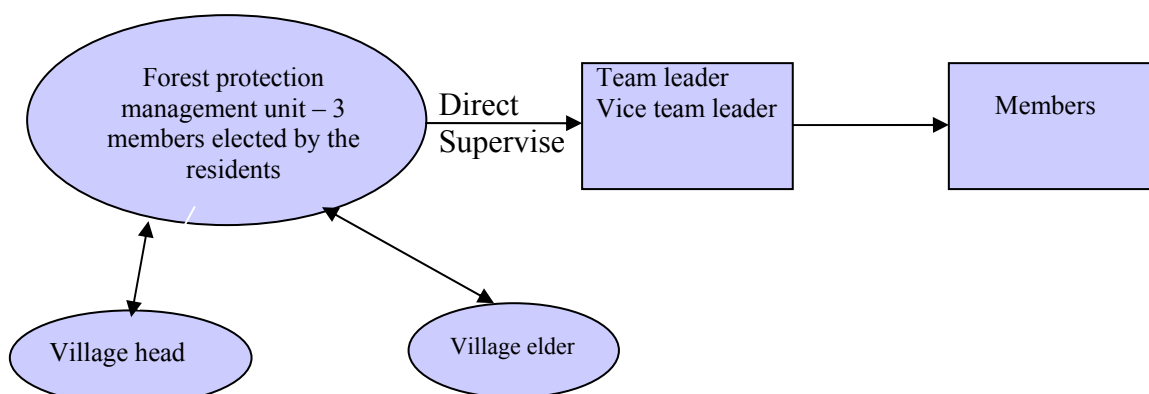 Forest protection
management unit – 3
members elected by the
residents
Direct
Supervise
Team leader
Vice team leader
Members
Village head
Village elder